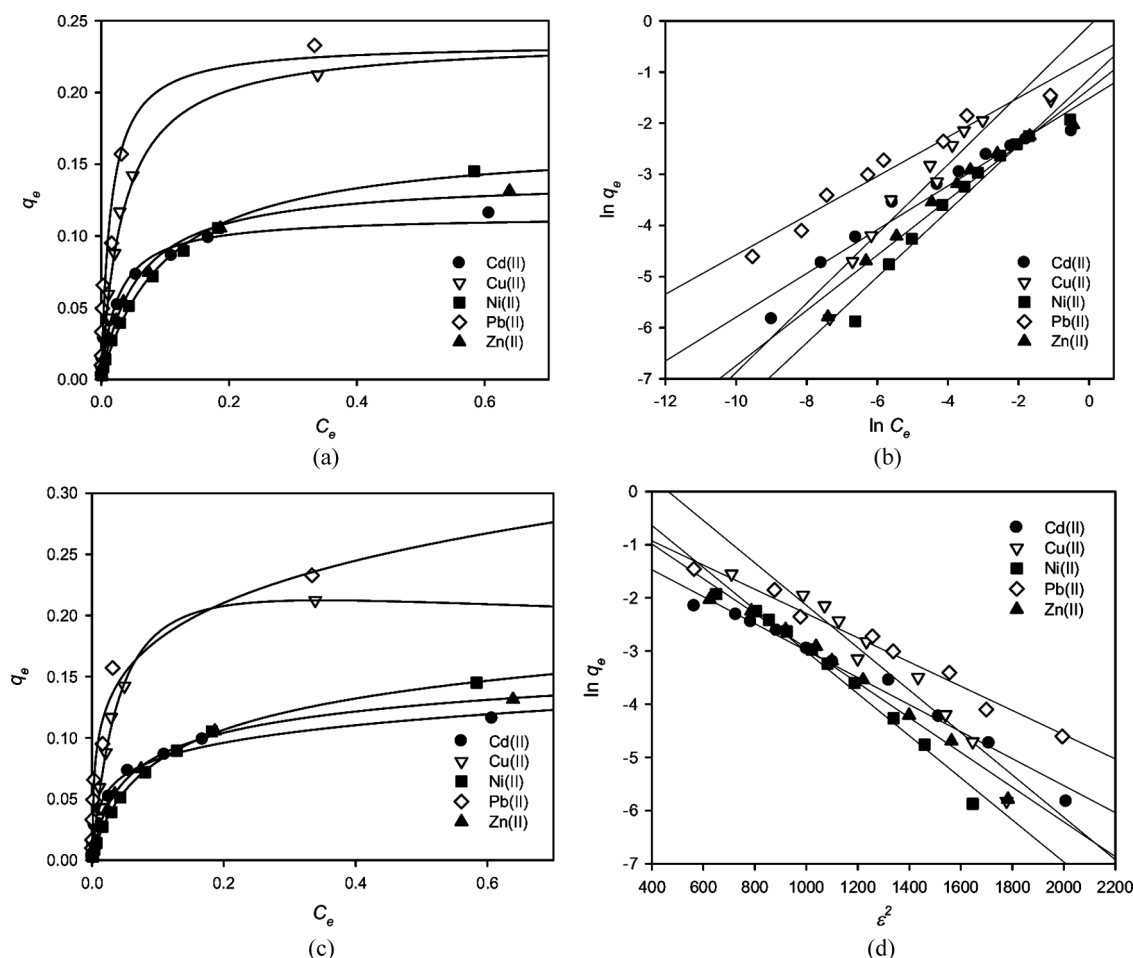 0.25
0.20
0.15
0.10
0.05
0.00
q_e
0.0 0.2 0.4 0.6
C_e
Cd(II)
Cu(II)
Ni(II)
Pb(II)
Zn(II)
(a)
0
-1
-2
-3
-4
-5
-6
-7
ln q_e
-12 -10 -8 -6 -4 -2 0
ln C_e
Cd(II)
Cu(II)
Ni(II)
Pb(II)
Zn(II)
(b)
0.30
0.25
0.20
0.15
0.10
0.05
0.00
q_e
0.0 0.2 0.4 0.6
C_e
Cd(II)
Cu(II)
Ni(II)
Pb(II)
Zn(II)
(c)
0
-1
-2
-3
-4
-5
-6
-7
ln q_e
400 600 800 1000 1200 1400 1600 1800 2000 2200
ε²
Cd(II)
Cu(II)
Ni(II)
Pb(II)
Zn(II)
(d)